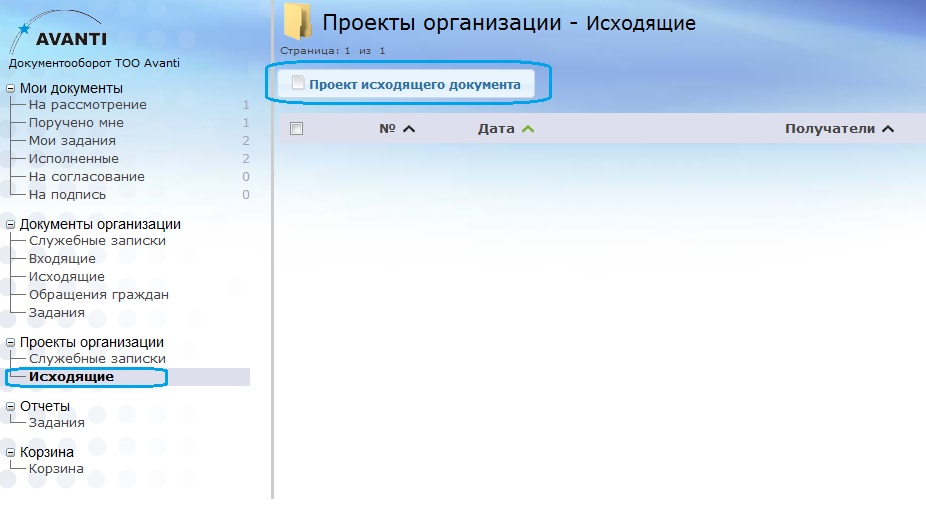 AVANTI
Документооборот ТОО Avanti
Мои документы
На рассмотрение 1
Поручено мне 1
Мои задания 2
Исполненные 2
На согласование 0
На подпись 0
Документы организации
Служебные записки
Входящие
Исходящие
Обращения граждан
Задания
Проекты организации
Служебные записки
Исходящие
Отчеты
Задания
Корзина
Корзина
Проекты организации - Исходящие
Страница: 1 из 1
Проект исходящего документа
№ Дата Получатели